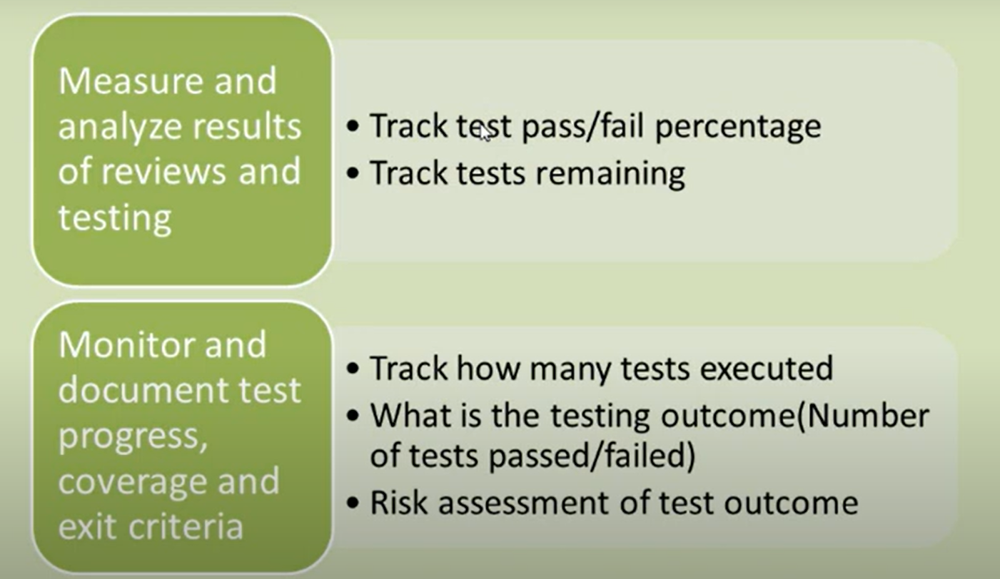 Measure and
analyze results
of reviews and
testing
• Track test pass/fail percentage
• Track tests remaining
Monitor and
document test
progress,
coverage and
exit criteria
• Track how many tests executed
• What is the testing outcome(Number
of tests passed/failed)
• Risk assessment of test outcome